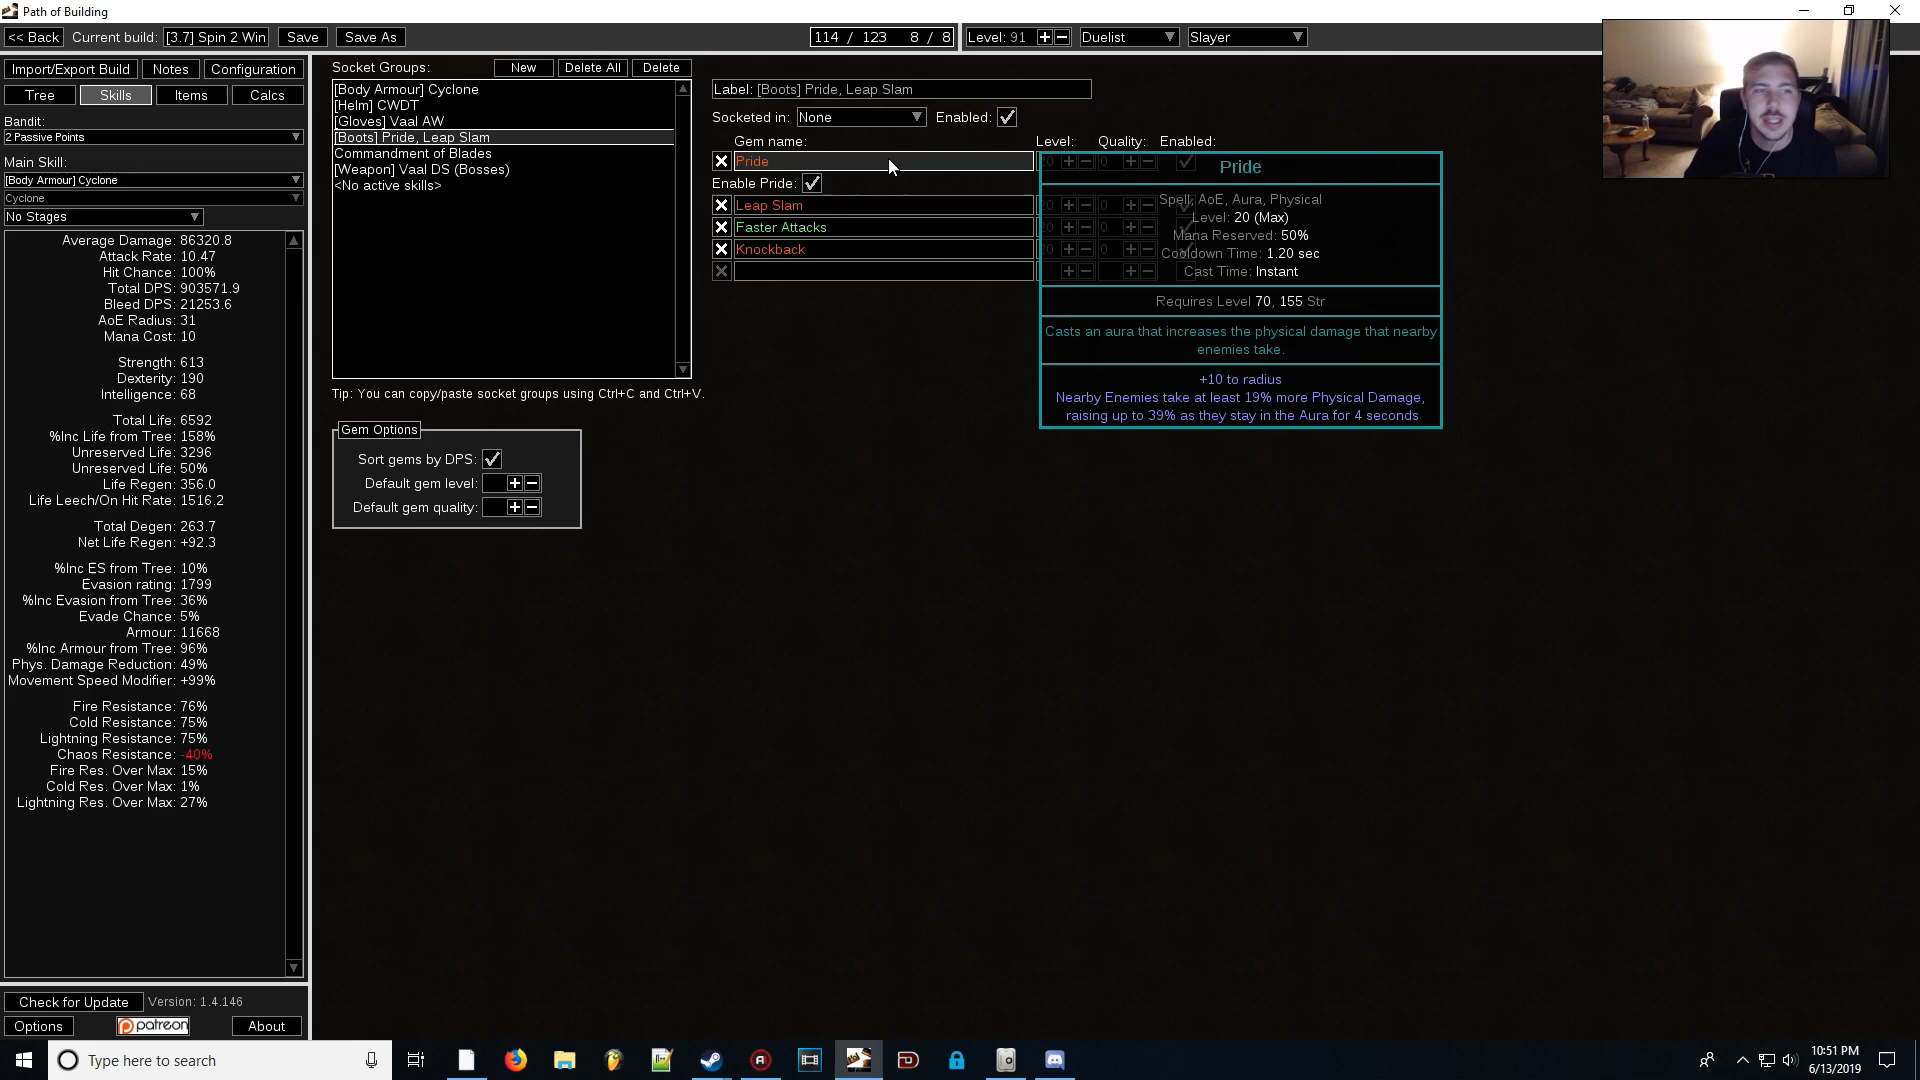 Path of Building
<< Back
Current build: [3.7] Spin 2 Win
Save
Save As
114 / 123 8 / 8
Level: 91
Duelist
Slayer
Import/Export Build
Notes
Configuration
Tree
Skills
Items
Calcs
Bandit:
2 Passive Points
Main Skill:
[Body Armour] Cyclone
Cyclone
No Stages
Average Damage: 86320.8
Attack Rate: 10.47
Hit Chance: 100%
Total DPS: 903571.9
Bleed DPS: 21253.6
AoE Radius: 31
Mana Cost: 10
Strength: 613
Dexterity: 190
Intelligence: 68
Total Life: 6592
%Inc Life from Tree: 158%
Unreserved Life: 3296
Unreserved Life: 50%
Life Regen: 356.0
Life Leech/On Hit Rate: 1516.2
Total Degen: 263.7
Net Life Regen: +92.3
%Inc ES from Tree: 10%
Evasion rating: 1799
%Inc Evasion from Tree: 36%
Evade Chance: 5%
Armour: 11668
%Inc Armour from Tree: 96%
Phys. Damage Reduction: 49%
Movement Speed Modifier: +99%
Fire Resistance: 76%
Cold Resistance: 75%
Lightning Resistance: 75%
Chaos Resistance: -40%
Fire Res. Over Max: 15%
Cold Res. Over Max: 1%
Lightning Res. Over Max: 27%
Check for Update
Version: 1.4.146
Options
patreon
About
Socket Groups:
New
Delete All
Delete
[Body Armour] Cyclone
[Helm] CWDT
[Gloves] Vaal AW
[Boots] Pride, Leap Slam
Commandment of Blades
[Weapon] Vaal DS (Bosses)
<No active skills>
Tip: You can copy/paste socket groups using Ctrl+C and Ctrl+V.
Gem Options
Sort gems by DPS:
Default gem level:
Default gem quality:
Label: [Boots] Pride, Leap Slam
Socketed in: None
Enabled:
Gem name:
Level:
Quality:
Enabled:
Pride
20
0
Enable Pride:
Leap Slam
20
0
Faster Attacks
20
0
Knockback
20
0
Pride
Spell, AoE, Aura, Physical
Level: 20 (Max)
Mana Reserved: 50%
Cooldown Time: 1.20 sec
Cast Time: Instant
Requires Level 70, 155 Str
Casts an aura that increases the physical damage that nearby
enemies take.
+10 to radius
Nearby Enemies take at least 19% more Physical Damage,
raising up to 39% as they stay in the Aura for 4 seconds
Type here to search
10:51 PM
6/13/2019